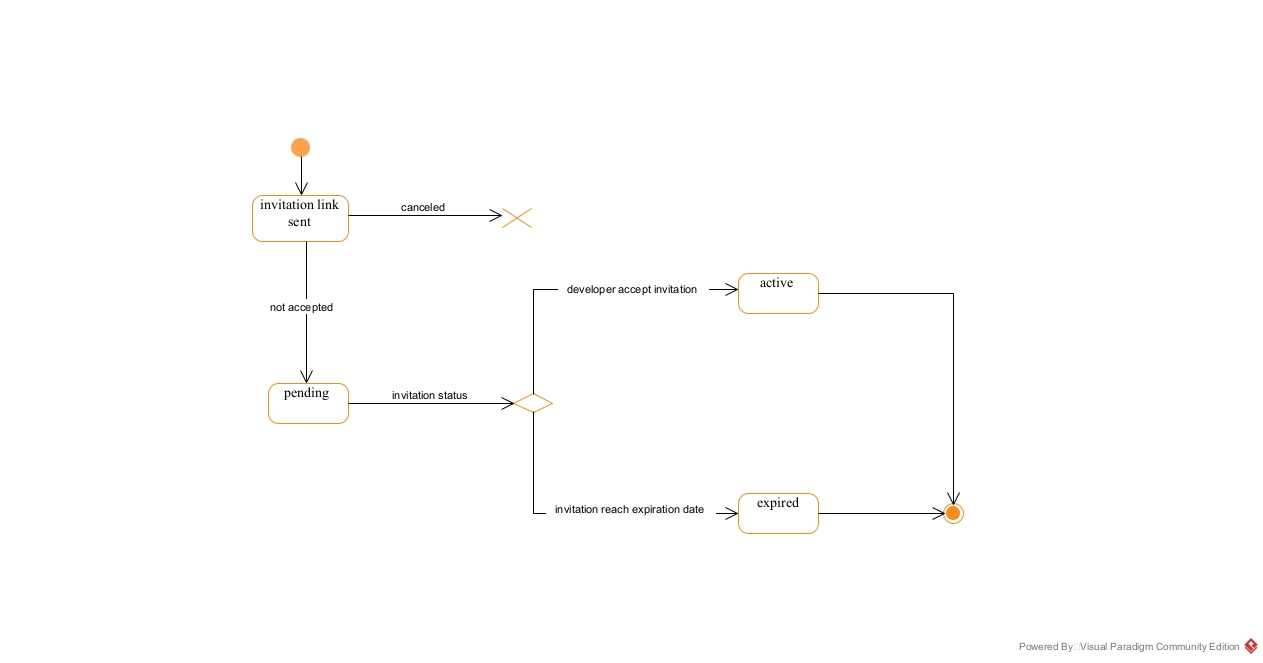 invitation link
sent
canceled
not accepted
developer accept invitation
active
pending
invitation status
invitation reach expiration date
expired
Powered By Visual Paradigm Community Edition